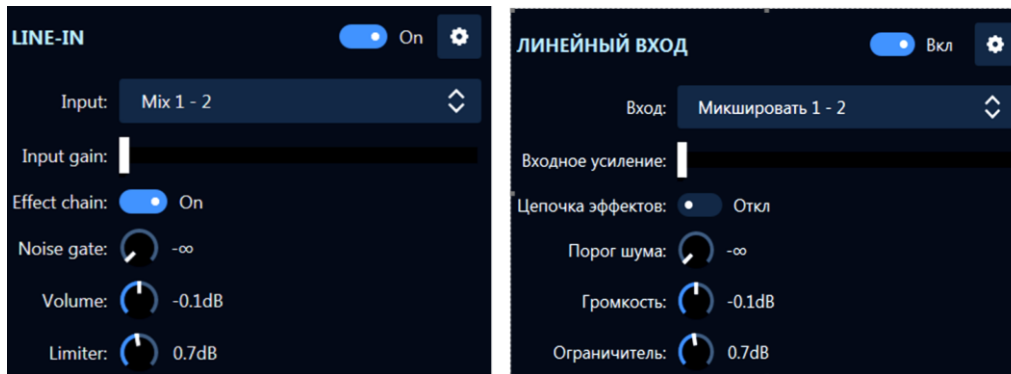 LINE-IN On
Input: Mix 1 - 2
Input gain:
Effect chain: On
Noise gate: -∞
Volume: -0.1dB
Limiter: 0.7dB
ЛИНЕЙНЫЙ ВХОД Вкл
Вход: Микшировать 1 - 2
Входное усиление:
Цепочка эффектов: Откл
Порог шума: -∞
Громкость: -0.1dB
Ограничитель: 0.7dB